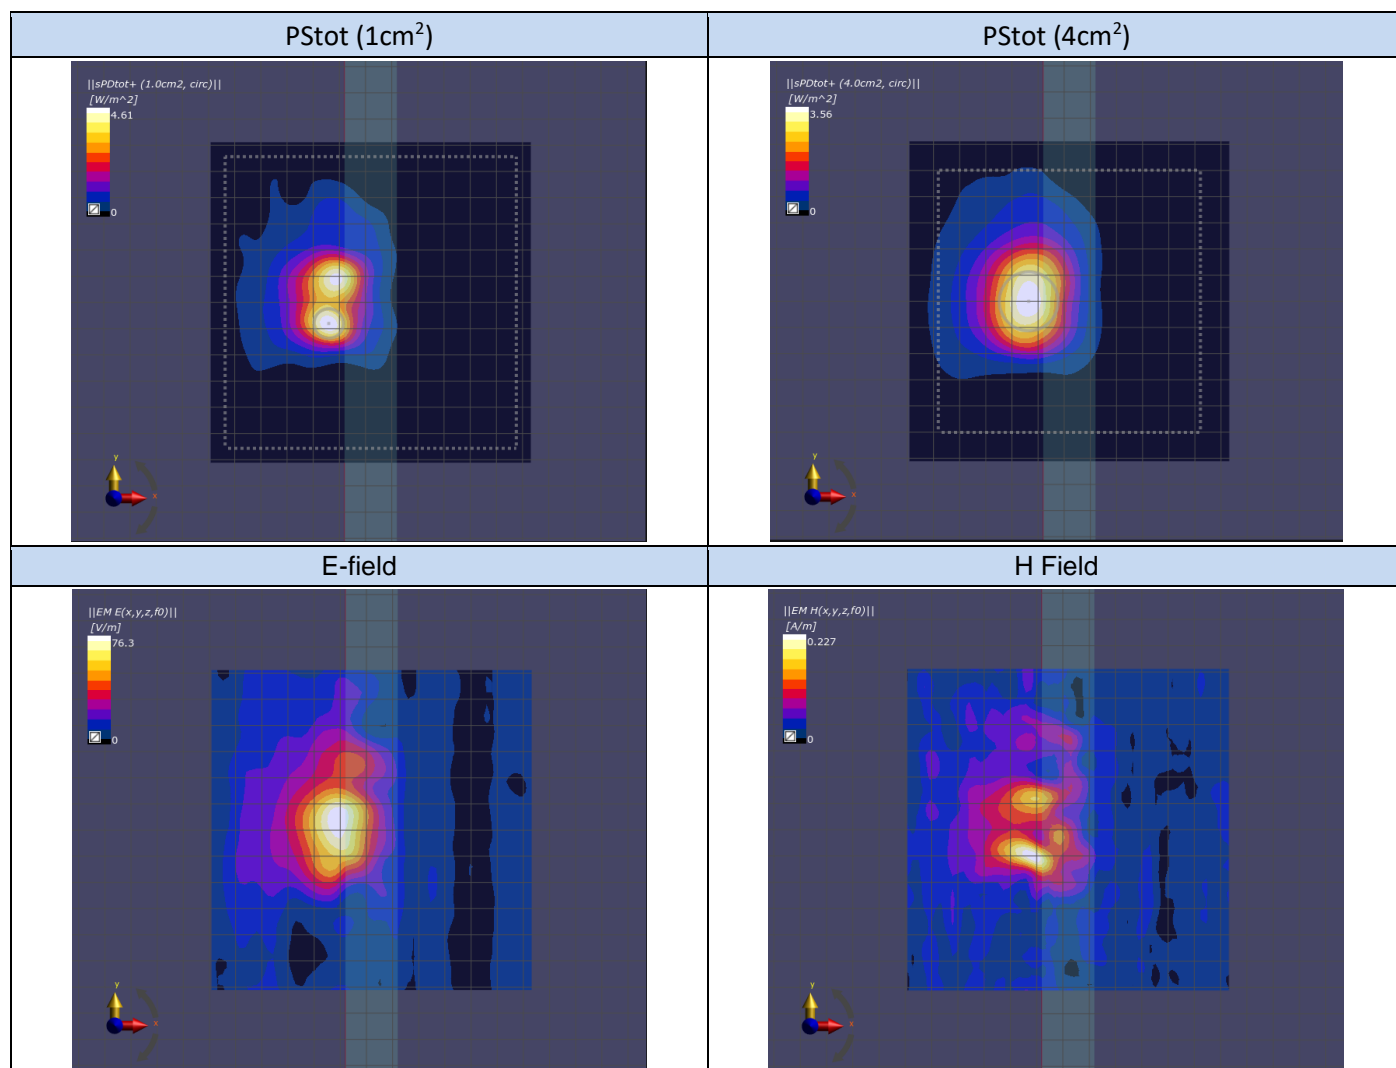 PStot (1cm²)
PStot (4cm²)
||sPDtot+ (1.0cm2, circ)||
[W/m^2]
4.61
0
y
x
||sPDtot+ (4.0cm2, circ)||
[W/m^2]
3.56
0
y
x
E-field
H Field
||EM E(x,y,z,f0)||
[V/m]
76.3
0
y
x
||EM H(x,y,z,f0)||
[A/m]
0.227
0
y
x